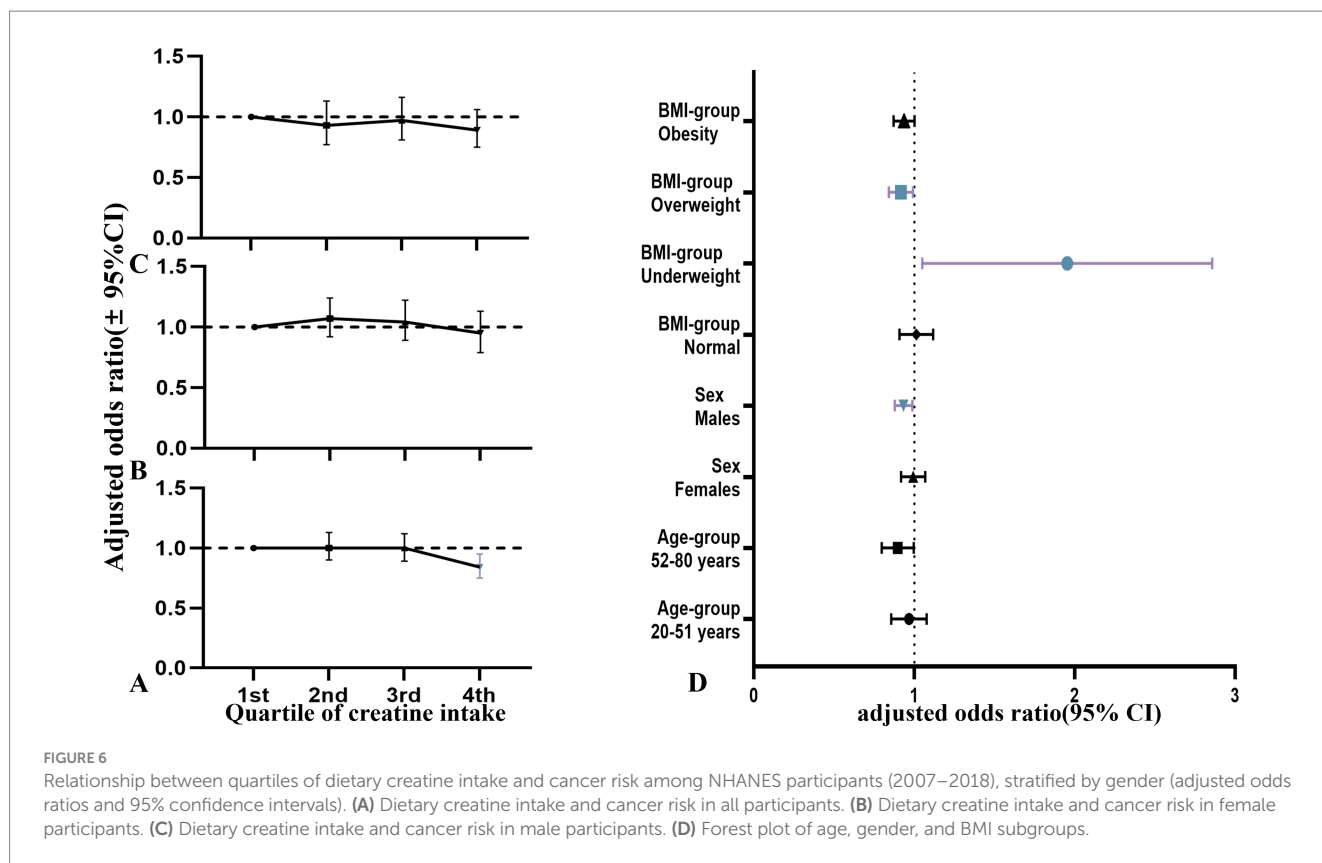 Adjusted odds ratio(± 95%CI)
1.5
1.0
0.5
0.0
C
1.5
1.0
0.5
0.0
B
1.5
1.0
0.5
0.0
A
1st 2nd 3rd 4th
Quartile of creatine intake
BMI-group
Obesity
BMI-group
Overweight
BMI-group
Underweight
BMI-group
Normal
Sex
Males
Sex
Females
Age-group
52-80 years
Age-group
20-51 years
D
0 1 2 3
adjusted odds ratio(95% CI)
FIGURE 6
Relationship between quartiles of dietary creatine intake and cancer risk among NHANES participants (2007–2018), stratified by gender (adjusted odds
ratios and 95% confidence intervals). (A) Dietary creatine intake and cancer risk in all participants. (B) Dietary creatine intake and cancer risk in female
participants. (C) Dietary creatine intake and cancer risk in male participants. (D) Forest plot of age, gender, and BMI subgroups.